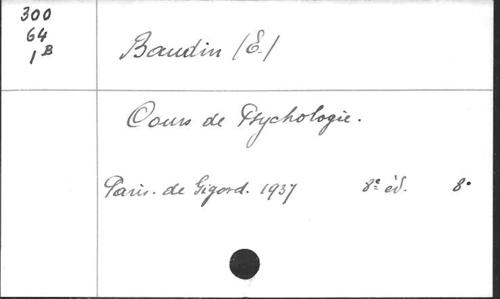 300
64
1B
Baudin (E.)
Cours de Psychologie.
Paris. de Gigord. 1937 8e éd. 8°